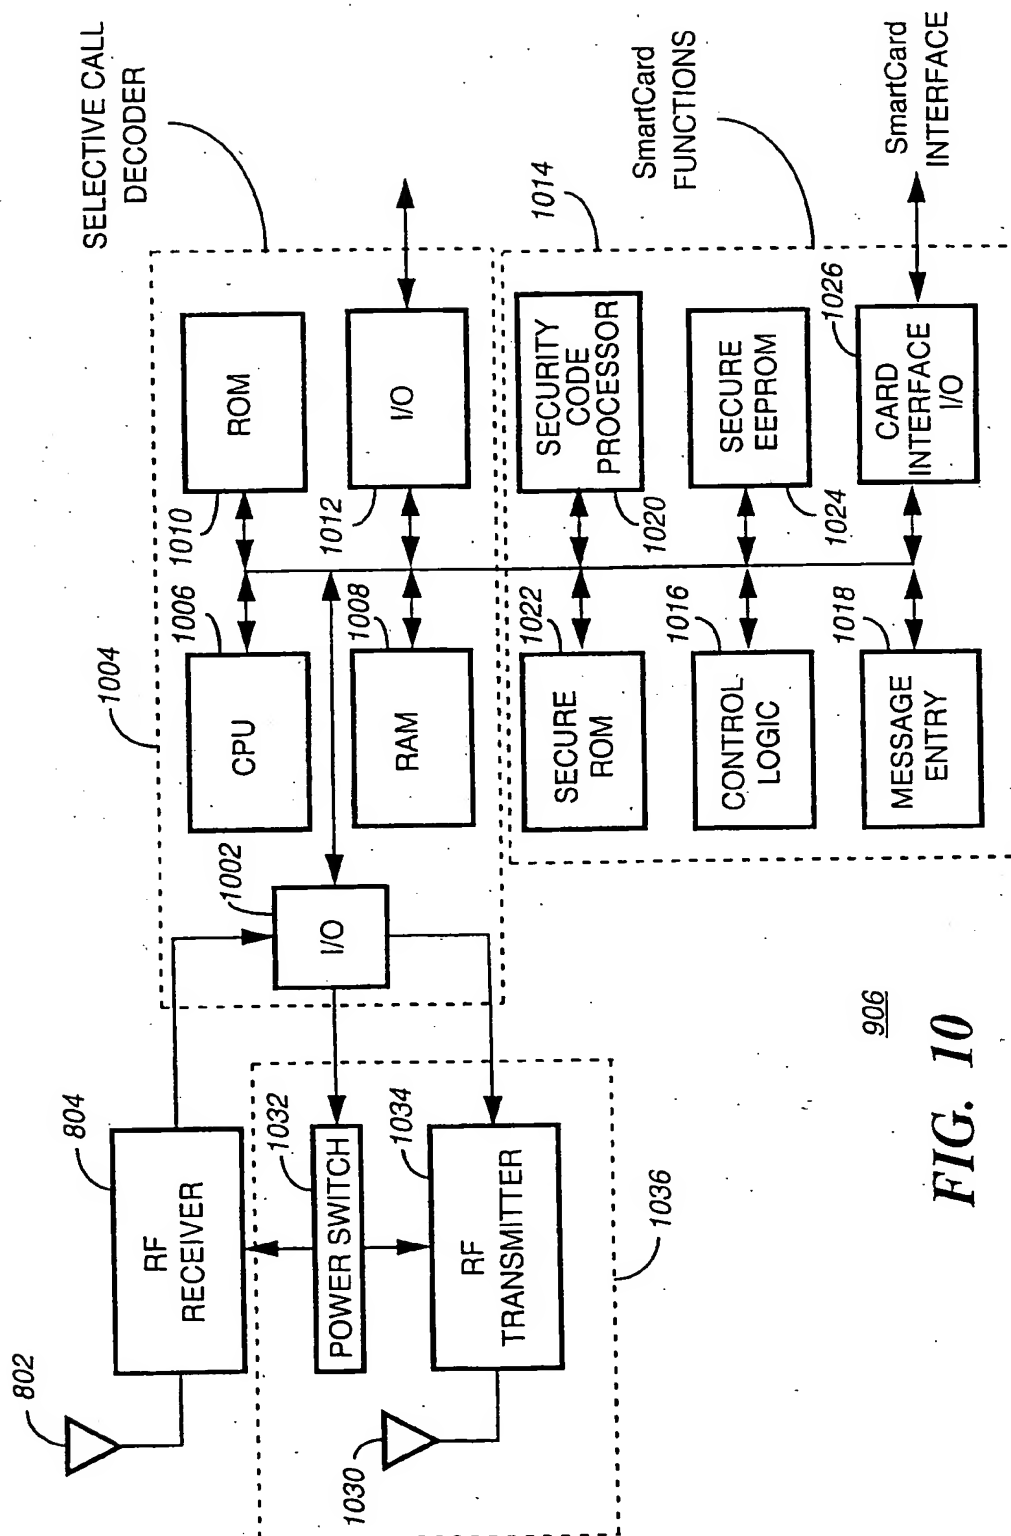 802
804
RF
RECEIVER
1030
1032
POWER SWITCH
1034
RF
TRANSMITTER
1036
1002
I/O
1004
SELECTIVE CALL
DECODER
1006
CPU
1010
ROM
1008
RAM
1012
I/O
1014
SmartCard
FUNCTIONS
1022
SECURE
ROM
1020
SECURITY
CODE
PROCESSOR
1016
CONTROL
LOGIC
1024
SECURE
EEPROM
1018
MESSAGE
ENTRY
1026
CARD
INTERFACE
I/O
SmartCard
INTERFACE
906
FIG. 10